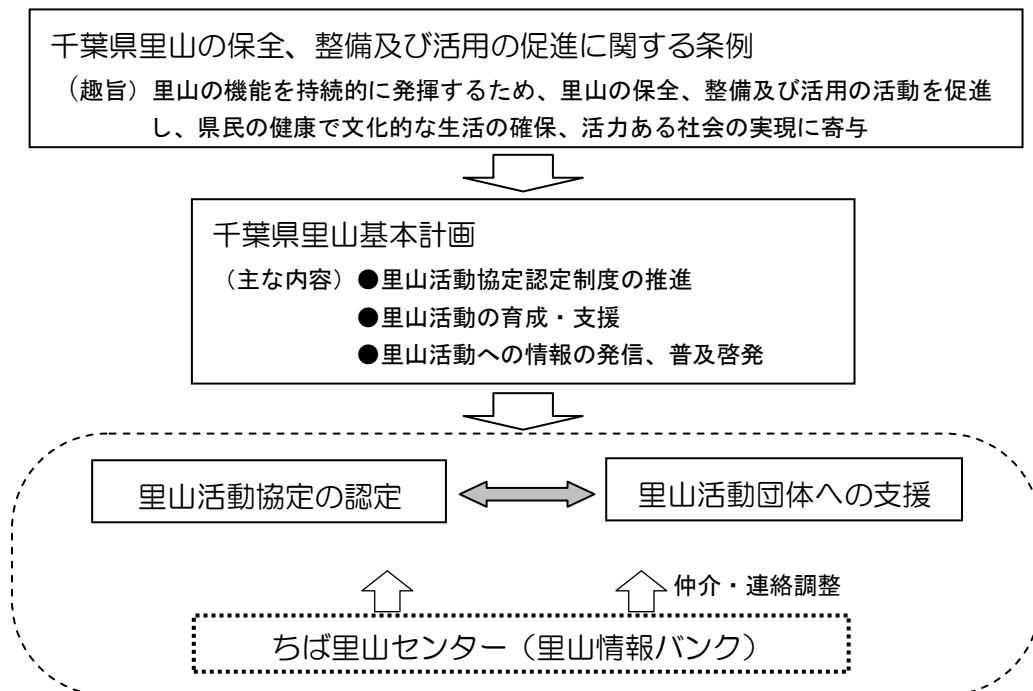 千葉県里山の保全、整備及び活用の促進に関する条例
（趣旨）里山の機能を持続的に発揮するため、里山の保全、整備及び活用の活動を促進
し、県民の健康で文化的な生活の確保、活力ある社会の実現に寄与
千葉県里山基本計画
（主な内容）●里山活動協定認定制度の推進
●里山活動の育成・支援
●里山活動への情報の発信、普及啓発
里山活動協定の認定
里山活動団体への支援
仲介・連絡調整
ちば里山センター（里山情報バンク）